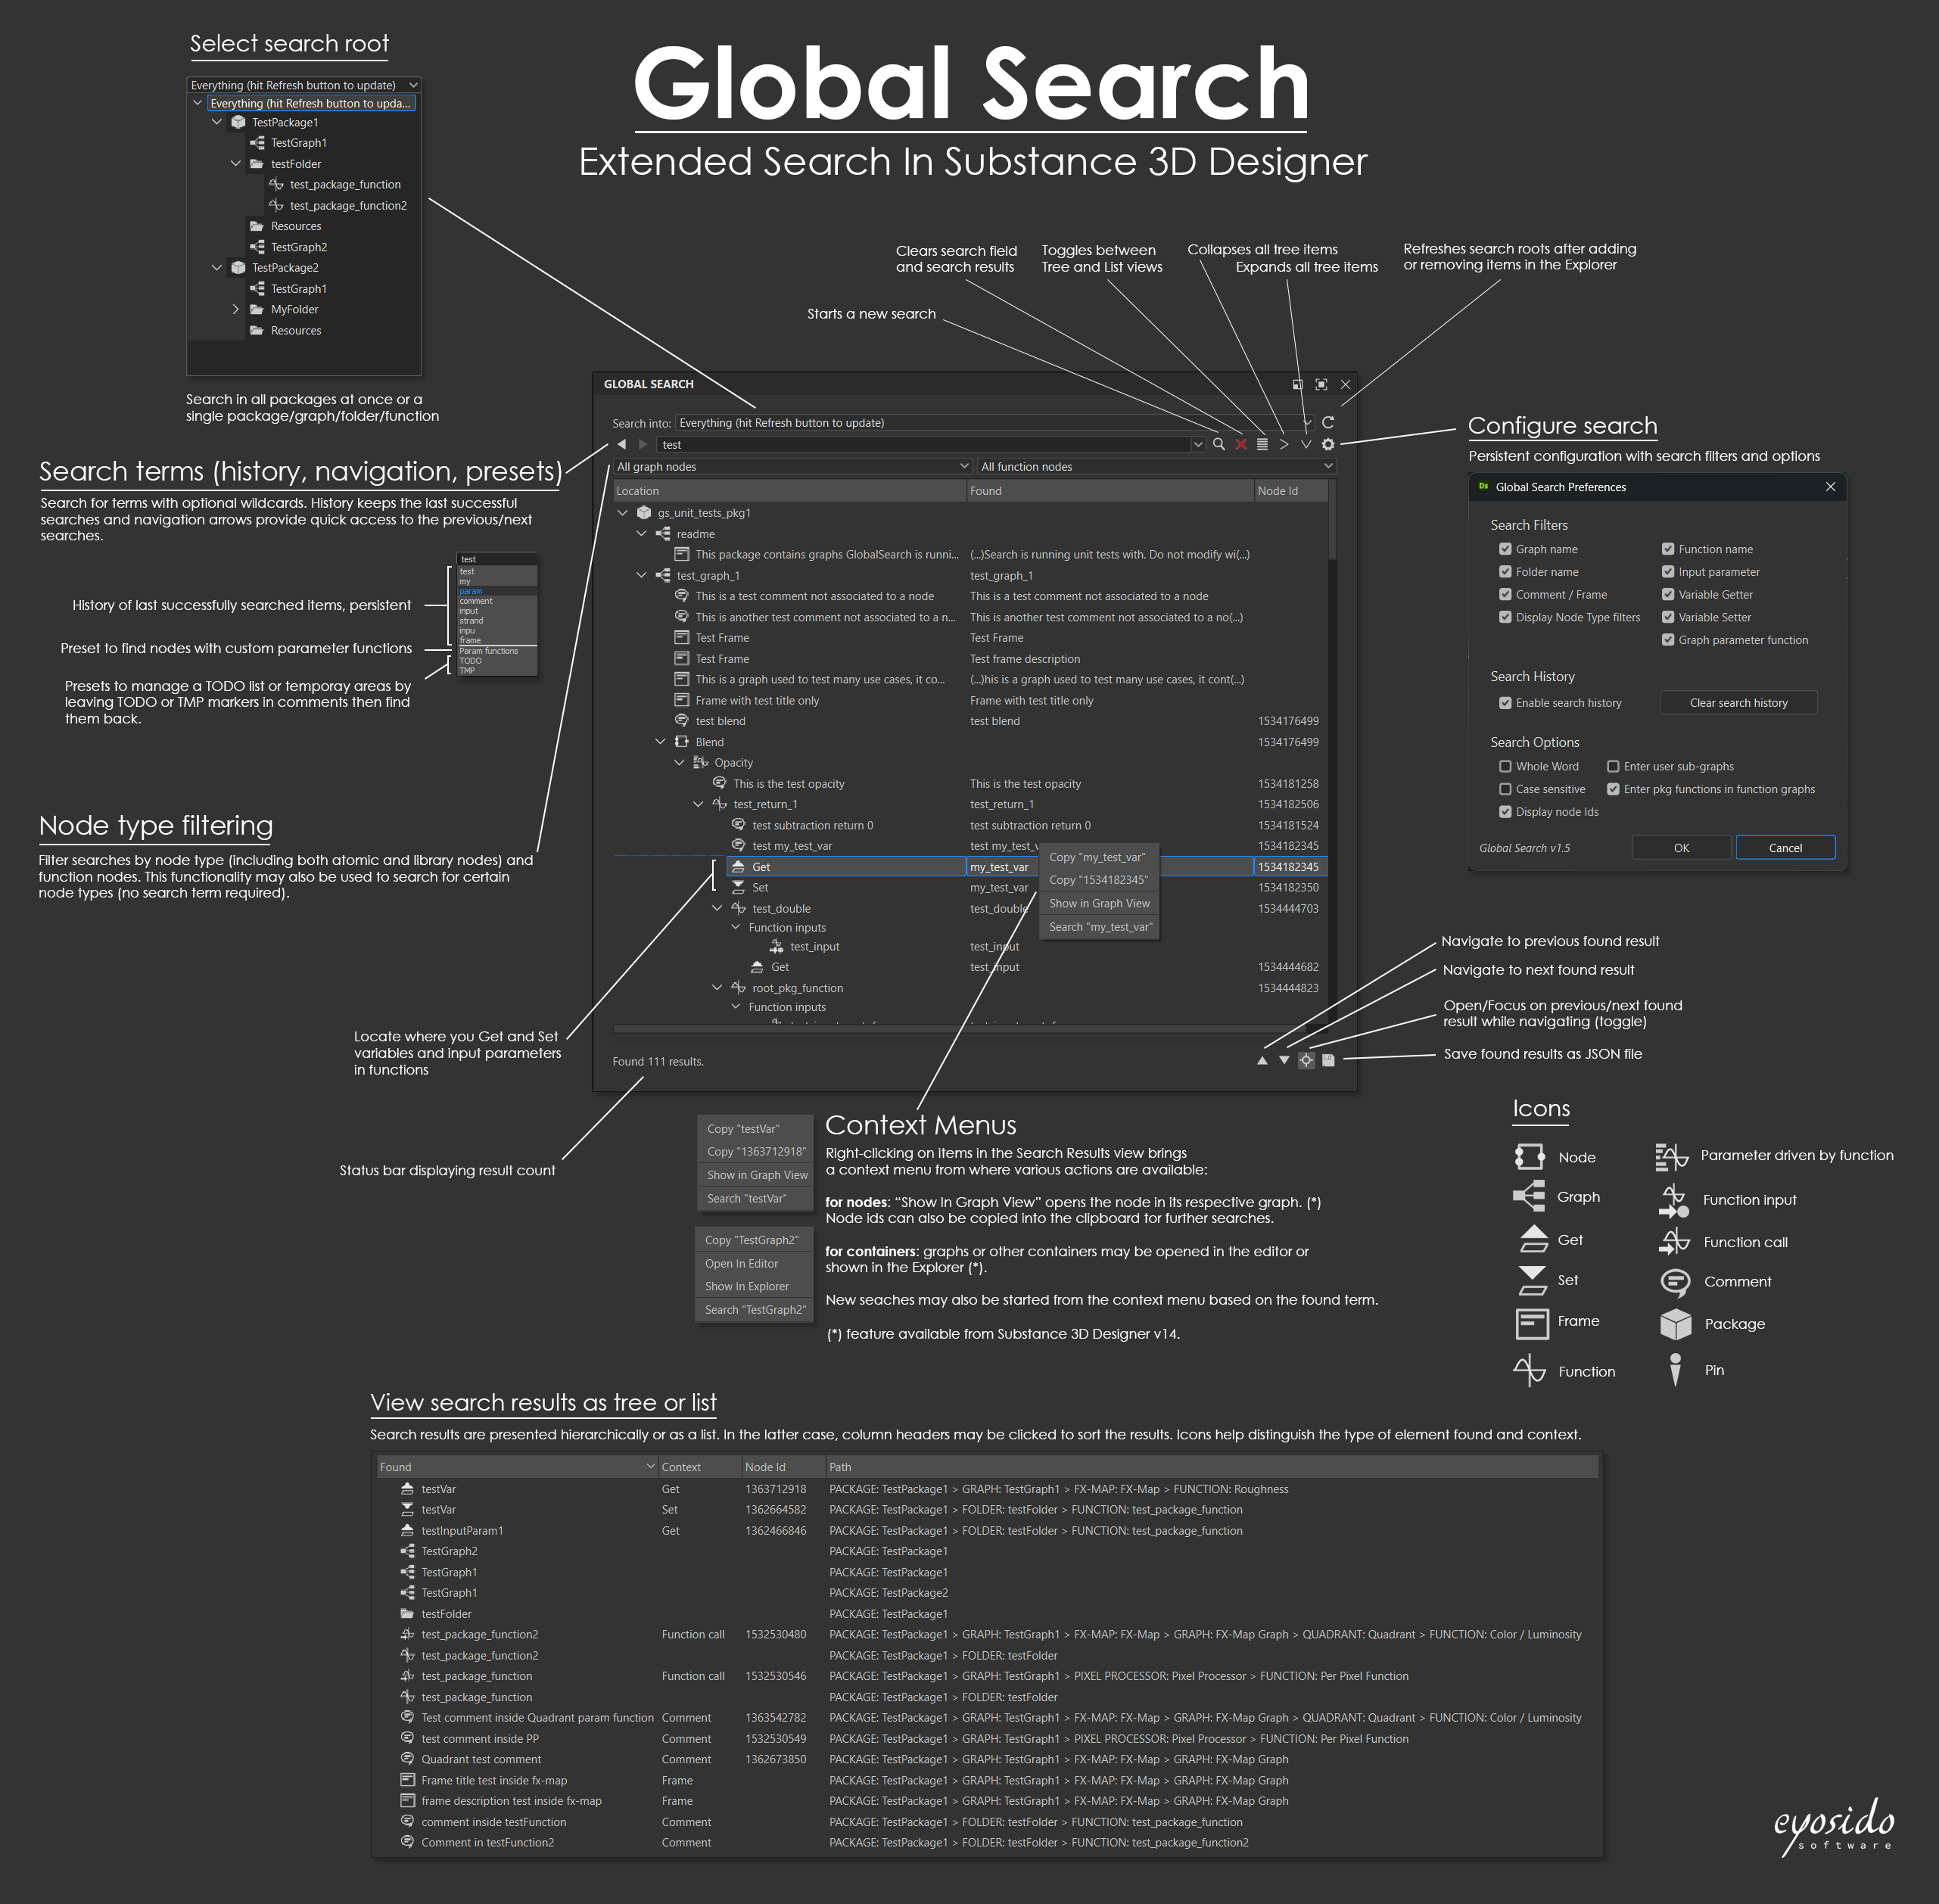 Select search root
Everything (hit Refresh button to update)
Everything (hit Refresh button to upda...
TestPackage1
TestGraph1
testFolder
test_package_function
test_package_function2
Resources
TestGraph2
TestPackage2
TestGraph1
MyFolder
Resources
Search in all packages at once or a
single package/graph/folder/function
Global Search
Extended Search In Substance 3D Designer
Clears search field
and search results
Toggles between
Tree and List views
Collapses all tree items
Expands all tree items
Refreshes search roots after adding
or removing items in the Explorer
Starts a new search
Search terms (history, navigation, presets)
Search for terms with optional wildcards. History keeps the last successful
searches and navigation arrows provide quick access to the previous/next
searches.
test
test
my
param
comment
input
strand
inpu
frame
Param functions
TODO
TMP
History of last successfully searched items, persistent
Preset to find nodes with custom parameter functions
Presets to manage a TODO list or temporay areas by
leaving TODO or TMP markers in comments then find
them back.
Node type filtering
Filter searches by node type (including both atomic and library nodes) and
function nodes. This functionality may also be used to search for certain
node types (no search term required).
Locate where you Get and Set
variables and input parameters
in functions
Status bar displaying result count
GLOBAL SEARCH
Search into: Everything (hit Refresh button to update)
test
All graph nodes All function nodes
Location Found Node Id
gs_unit_tests_pkg1
readme
This package contains graphs GlobalSearch is runni... (...)Search is running unit tests with. Do not modify wi(...)
test_graph_1 test_graph_1
This is a test comment not associated to a node This is a test comment not associated to a node
This is another test comment not associated to a n... This is another test comment not associated to a no(...)
Test Frame Test Frame
Test Frame Test frame description
This is a graph used to test many use cases, it co... (...)his is a graph used to test many use cases, it cont(...)
Frame with test title only Frame with test title only
test blend test blend 1534176499
Blend 1534176499
Opacity
This is the test opacity This is the test opacity 1534181258
test_return_1 test_return_1 1534182506
test subtraction return 0 test subtraction return 0 1534181524
test my_test_var test my_test_v 1534182345
Get my_test_var 1534182345
Set my_test_var 1534182350
test_double test_double 1534444703
Function inputs
test_input test_input
Get test_input 1534444682
root_pkg_function 1534444823
Function inputs
Copy "my_test_var"
Copy "1534182345"
Show in Graph View
Search "my_test_var"
Found 111 results.
Configure search
Persistent configuration with search filters and options
Ds Global Search Preferences
Search Filters
Graph name Function name
Folder name Input parameter
Comment / Frame Variable Getter
Display Node Type filters Variable Setter
Graph parameter function
Search History
Enable search history Clear search history
Search Options
Whole Word Enter user sub-graphs
Case sensitive Enter pkg functions in function graphs
Display node Ids
Global Search v1.5 OK Cancel
Navigate to previous found result
Navigate to next found result
Open/Focus on previous/next found
result while navigating (toggle)
Save found results as JSON file
Copy "testVar"
Copy "1363712918"
Show in Graph View
Search "testVar"
Copy "TestGraph2"
Open In Editor
Show In Explorer
Search "TestGraph2"
Context Menus
Right-clicking on items in the Search Results view brings
a context menu from where various actions are available:
for nodes: “Show In Graph View” opens the node in its respective graph. (*)
Node ids can also be copied into the clipboard tor further searches.
for containers: graphs or other containers may be opened in the editor or
shown in the Explorer (*).
New seaches may also be started from the context menu based on the found term.
(*) feature available from Substance 3D Designer v14.
Icons
Node Parameter driven by function
Graph Function input
Get Function call
Set Comment
Frame Package
Function Pin
View search results as tree or list
Search results are presented hierarchically or as a list. In the latter case, column headers may be clicked to sort the results. Icons help distinguish the type of element found and context.
Found Context Node Id Path
testVar Get 1363712918 PACKAGE: TestPackage1 > GRAPH: TestGraph1 > FX-MAP: FX-Map > FUNCTION: Roughness
testVar Set 1362664582 PACKAGE: TestPackage1 > FOLDER: testFolder > FUNCTION: test_package_function
testInputParam1 Get 1362466846 PACKAGE: TestPackage1 > FOLDER: testFolder > FUNCTION: test_package_function
TestGraph2 PACKAGE: TestPackage1
TestGraph1 PACKAGE: TestPackage1
TestGraph1 PACKAGE: TestPackage2
testFolder PACKAGE: TestPackage1
test_package_function2 Function call 1532530480 PACKAGE: TestPackage1 > GRAPH: TestGraph1 > FX-MAP: FX-Map > GRAPH: FX-Map Graph > QUADRANT: Quadrant > FUNCTION: Color / Luminosity
test_package_function2 PACKAGE: TestPackage1 > FOLDER: testFolder
test_package_function Function call 1532530546 PACKAGE: TestPackage1 > GRAPH: TestGraph1 > PIXEL PROCESSOR: Pixel Processor > FUNCTION: Per Pixel Function
test_package_function PACKAGE: TestPackage1 > FOLDER: testFolder
Test comment inside Quadrant param function Comment 1363542782 PACKAGE: TestPackage1 > GRAPH: TestGraph1 > FX-MAP: FX-Map > GRAPH: FX-Map Graph > QUADRANT: Quadrant > FUNCTION: Color / Luminosity
test comment inside PP Comment 1532530549 PACKAGE: TestPackage1 > GRAPH: TestGraph1 > PIXEL PROCESSOR: Pixel Processor > FUNCTION: Per Pixel Function
Quadrant test comment Comment 1362673850 PACKAGE: TestPackage1 > GRAPH: TestGraph1 > FX-MAP: FX-Map > GRAPH: FX-Map Graph
Frame title test inside fx-map Frame PACKAGE: TestPackage1 > GRAPH: TestGraph1 > FX-MAP: FX-Map > GRAPH: FX-Map Graph
frame description test inside fx-map Frame PACKAGE: TestPackage1 > GRAPH: TestGraph1 > FX-MAP: FX-Map > GRAPH: FX-Map Graph
comment inside testFunction Comment PACKAGE: TestPackage1 > FOLDER: testFolder > FUNCTION: test_package_function
Comment in testFunction2 Comment PACKAGE: TestPackage1 > FOLDER: testFolder > FUNCTION: test_package_function2
eyosido
software